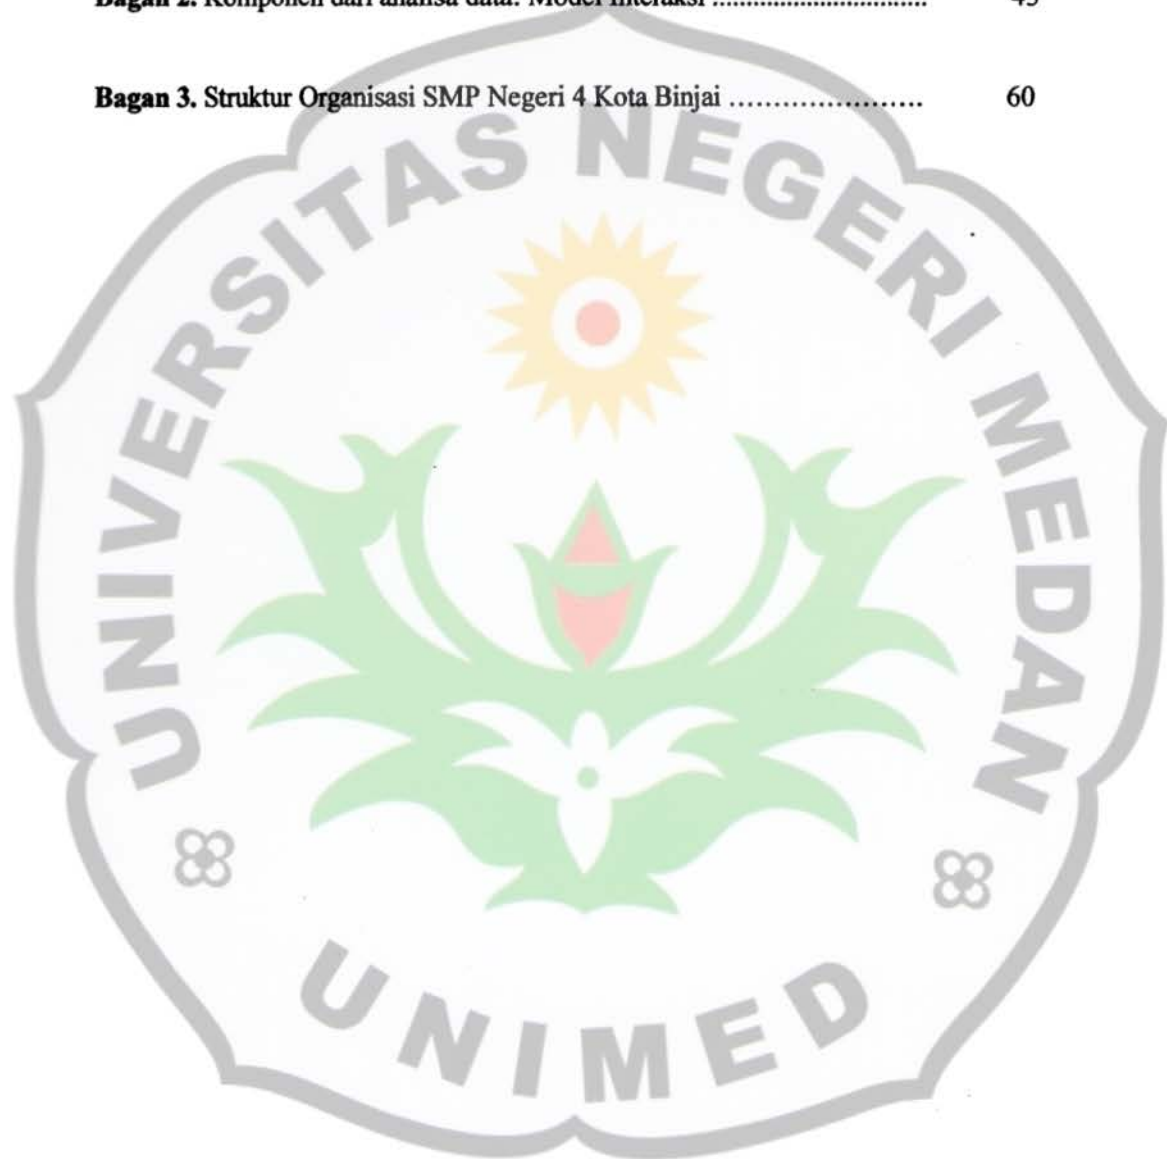 Bagan 2. Komponen dari analisa data: Model Interaksi ................................ 45
Bagan 3. Struktur Organisasi SMP Negeri 4 Kota Binjai ...................... 60
UNIVERSITAS NEGERI MEDAN
UNIMED